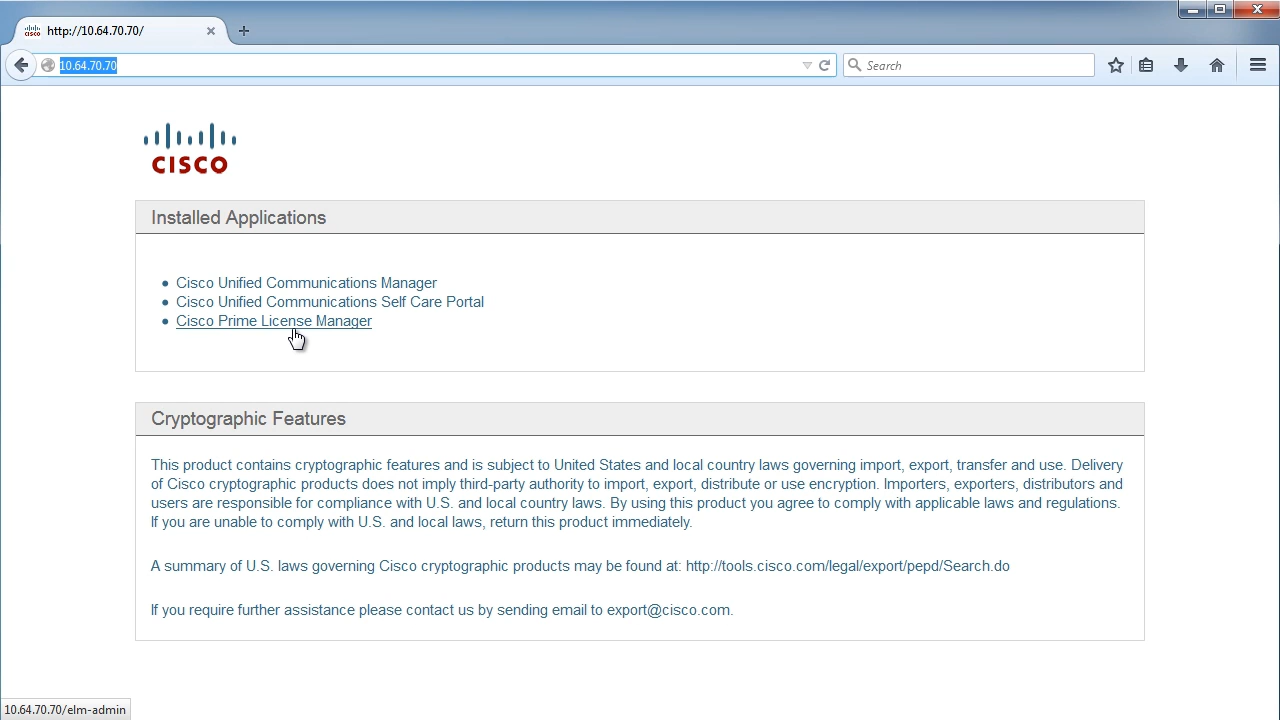 cisco http://10.64.70.70/
10.64.70.70
Search
CISCO
Installed Applications
Cisco Unified Communications Manager
Cisco Unified Communications Self Care Portal
Cisco Prime License Manager
Cryptographic Features
This product contains cryptographic features and is subject to United States and local country laws governing import, export, transfer and use. Delivery
of Cisco cryptographic products does not imply third-party authority to import, export, distribute or use encryption. Importers, exporters, distributors and
users are responsible for compliance with U.S. and local country laws. By using this product you agree to comply with applicable laws and regulations.
If you are unable to comply with U.S. and local laws, return this product immediately.
A summary of U.S. laws governing Cisco cryptographic products may be found at: http://tools.cisco.com/legal/export/pepd/Search.do
If you require further assistance please contact us by sending email to export@cisco.com.
10.64.70.70/elm-admin